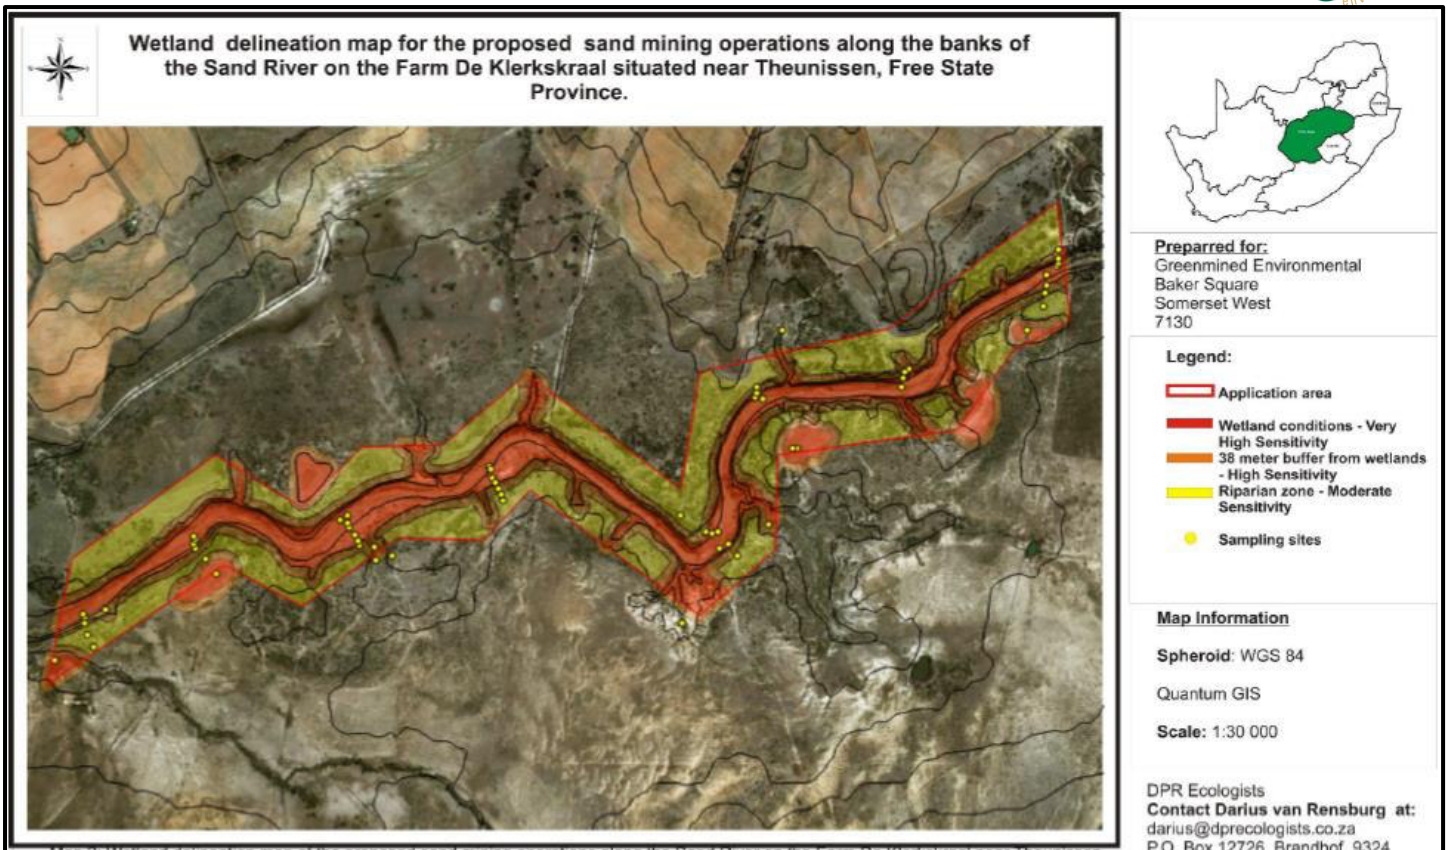 Wetland delineation map for the proposed sand mining operations along the banks of
the Sand River on the Farm De Klerkskraal situated near Theunissen, Free State
Province.
Preparred for:
Greenmined Environmental
Baker Square
Somerset West
7130
Legend:
Application area
Wetland conditions - Very
High Sensitivity
38 meter buffer from wetlands
- High Sensitivity
Riparian zone - Moderate
Sensitivity
Sampling sites
Map Information
Spheroid: WGS 84
Quantum GIS
Scale: 1:30 000
DPR Ecologists
Contact Darius van Rensburg at:
darius@dprecologists.co.za
P.O. Box 12726, Brandhof, 9324